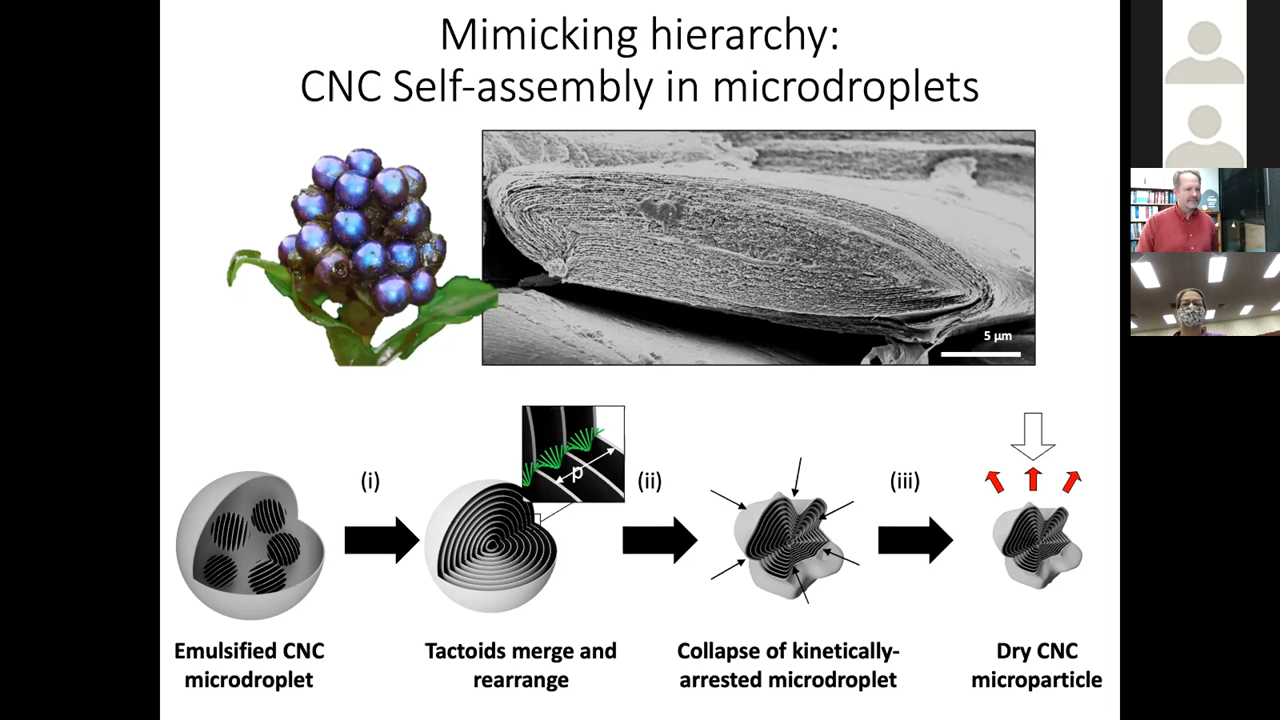 Mimicking hierarchy:
CNC Self-assembly in microdroplets
5 µm
p
(i)
(ii)
(iii)
Emulsified CNC
microdroplet
Tactoids merge and
rearrange
Collapse of kinetically-
arrested microdroplet
Dry CNC
microparticle